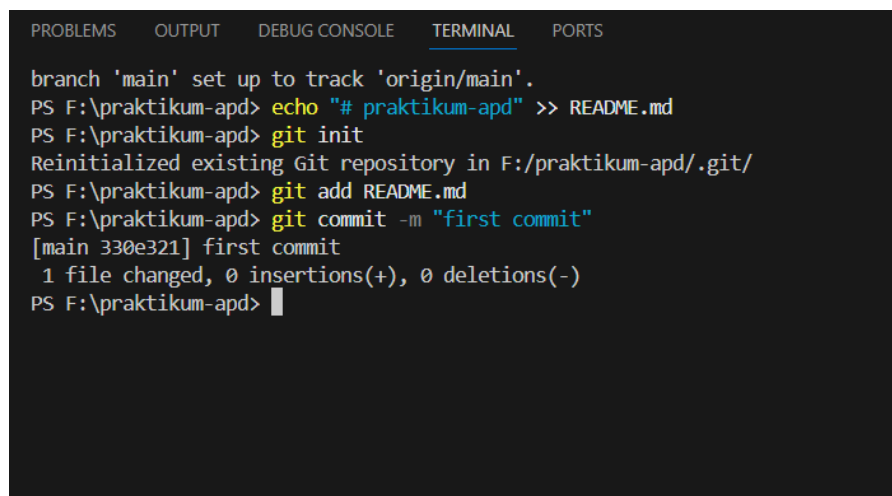 PROBLEMS OUTPUT DEBUG CONSOLE TERMINAL PORTS
branch 'main' set up to track 'origin/main'.
PS F:\praktikum-apd> echo "# praktikum-apd" >> README.md
PS F:\praktikum-apd> git init
Reinitialized existing Git repository in F:/praktikum-apd/.git/
PS F:\praktikum-apd> git add README.md
PS F:\praktikum-apd> git commit -m "first commit"
[main 330e321] first commit
 1 file changed, 0 insertions(+), 0 deletions(-)
PS F:\praktikum-apd>